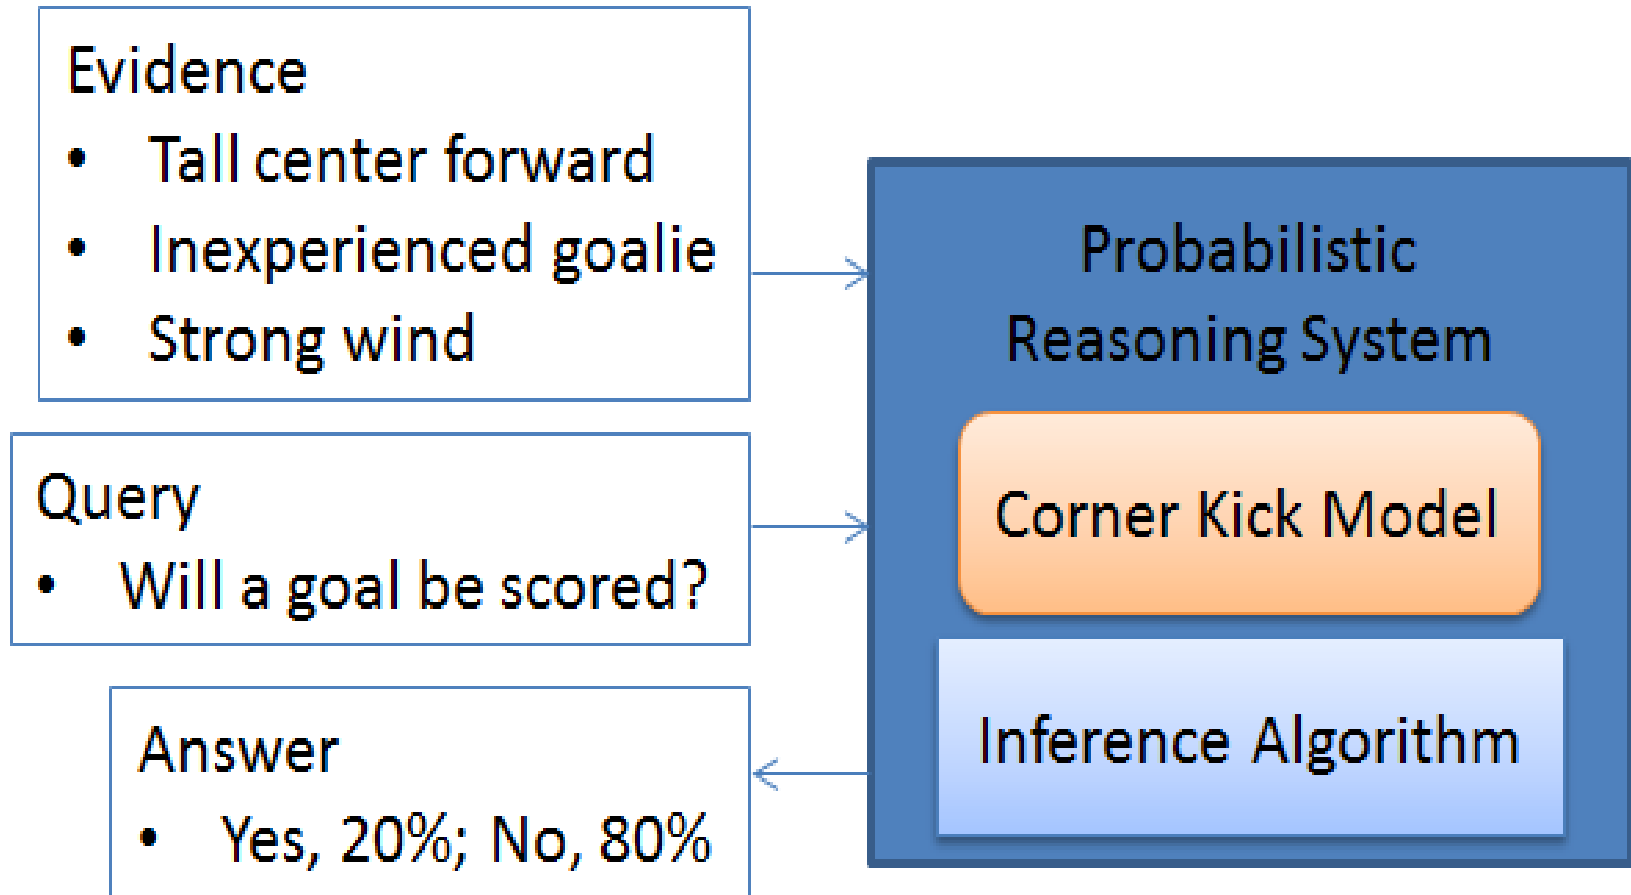 Evidence
• Tall center forward
• Inexperienced goalie
• Strong wind
Query
• Will a goal be scored?
Answer
• Yes, 20%; No, 80%
Probabilistic
Reasoning System
Corner Kick Model
Inference Algorithm